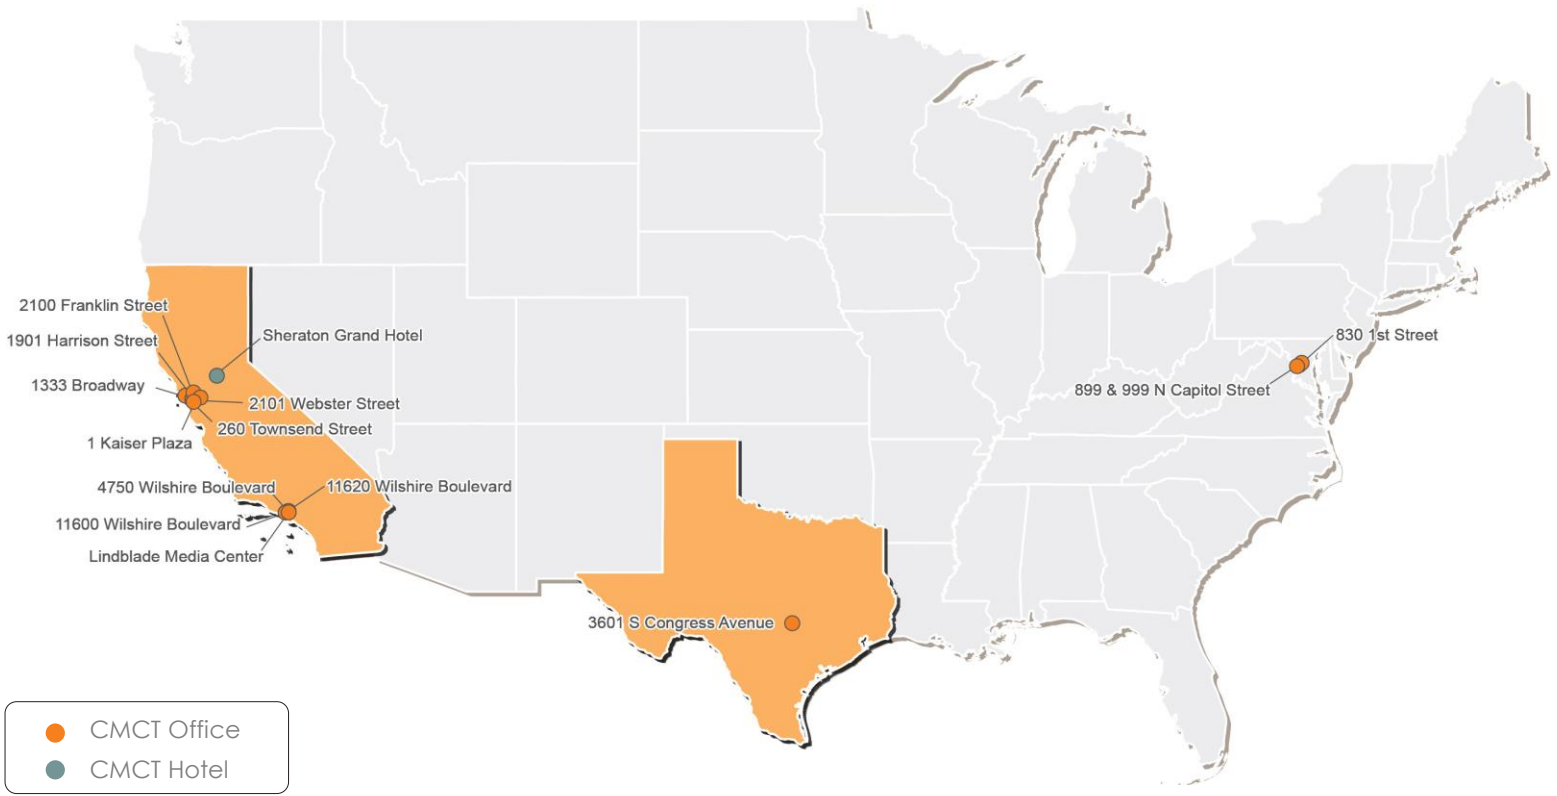 2100 Franklin Street
1901 Harrison Street
Sheraton Grand Hotel
1333 Broadway
2101 Webster Street
260 Townsend Street
1 Kaiser Plaza
4750 Wilshire Boulevard
11620 Wilshire Boulevard
11600 Wilshire Boulevard
Lindblade Media Center
830 1st Street
899 & 999 N Capitol Street
3601 S Congress Avenue
CMCT Office
CMCT Hotel